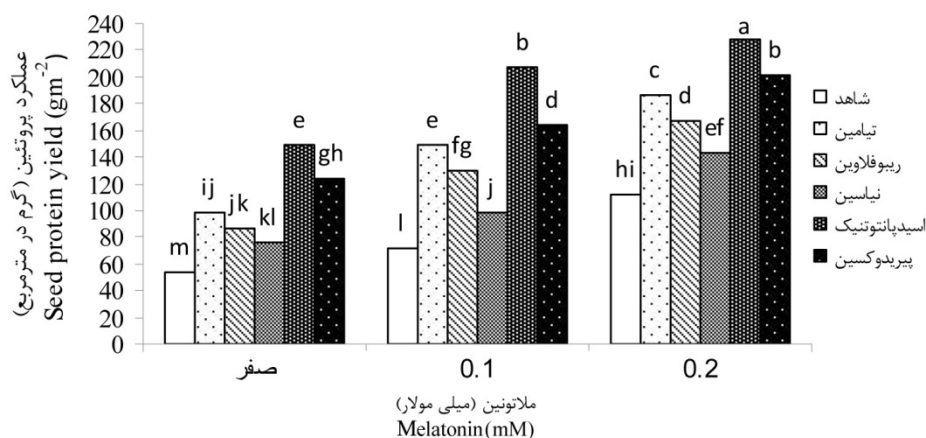 عملکرد پروتئین (گرم در مترمربع)
Seed protein yield (gm⁻²)
240
220
200
180
160
140
120
100
80
60
40
20
0
m
ij
jk
kl
e
gh
l
e
fg
j
b
d
hi
c
d
ef
a
b
صفر
0.1
0.2
ملاتونین (میلی مولار)
Melatonin(mM)
شاهد
تیامین
ریبوفلاوین
نیاسین
اسیدپانتوتنیک
پیریدوکسین